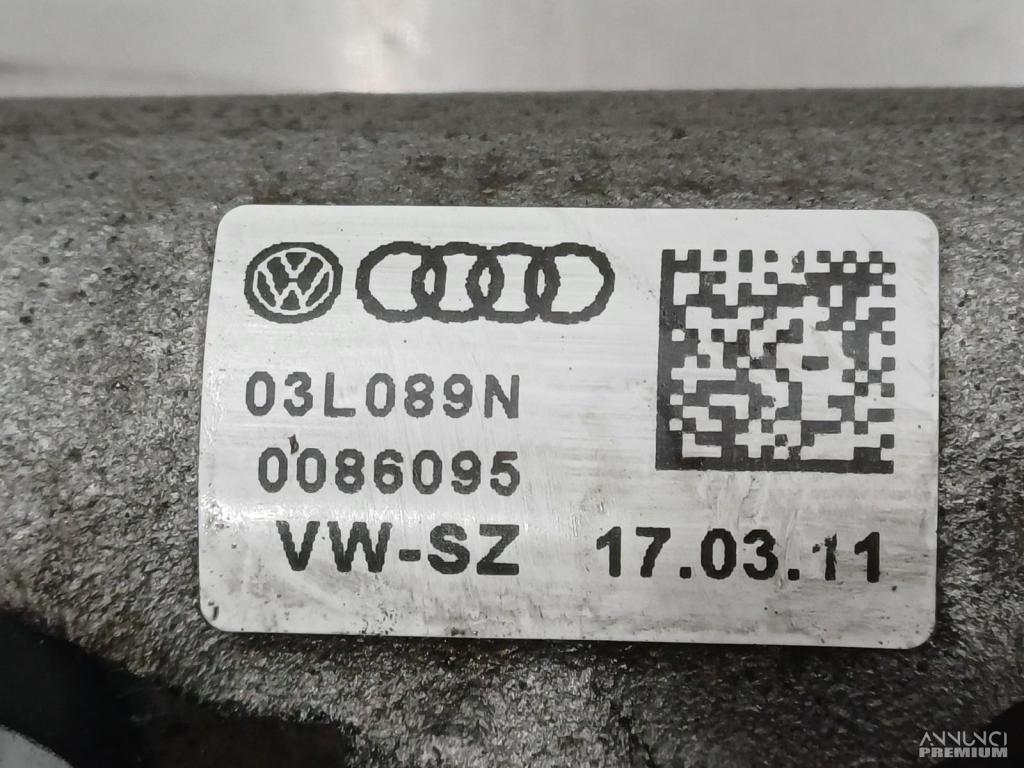 03L089N
0086095
VW-SZ 17.03.11
ANNUNCI
PREMIUM